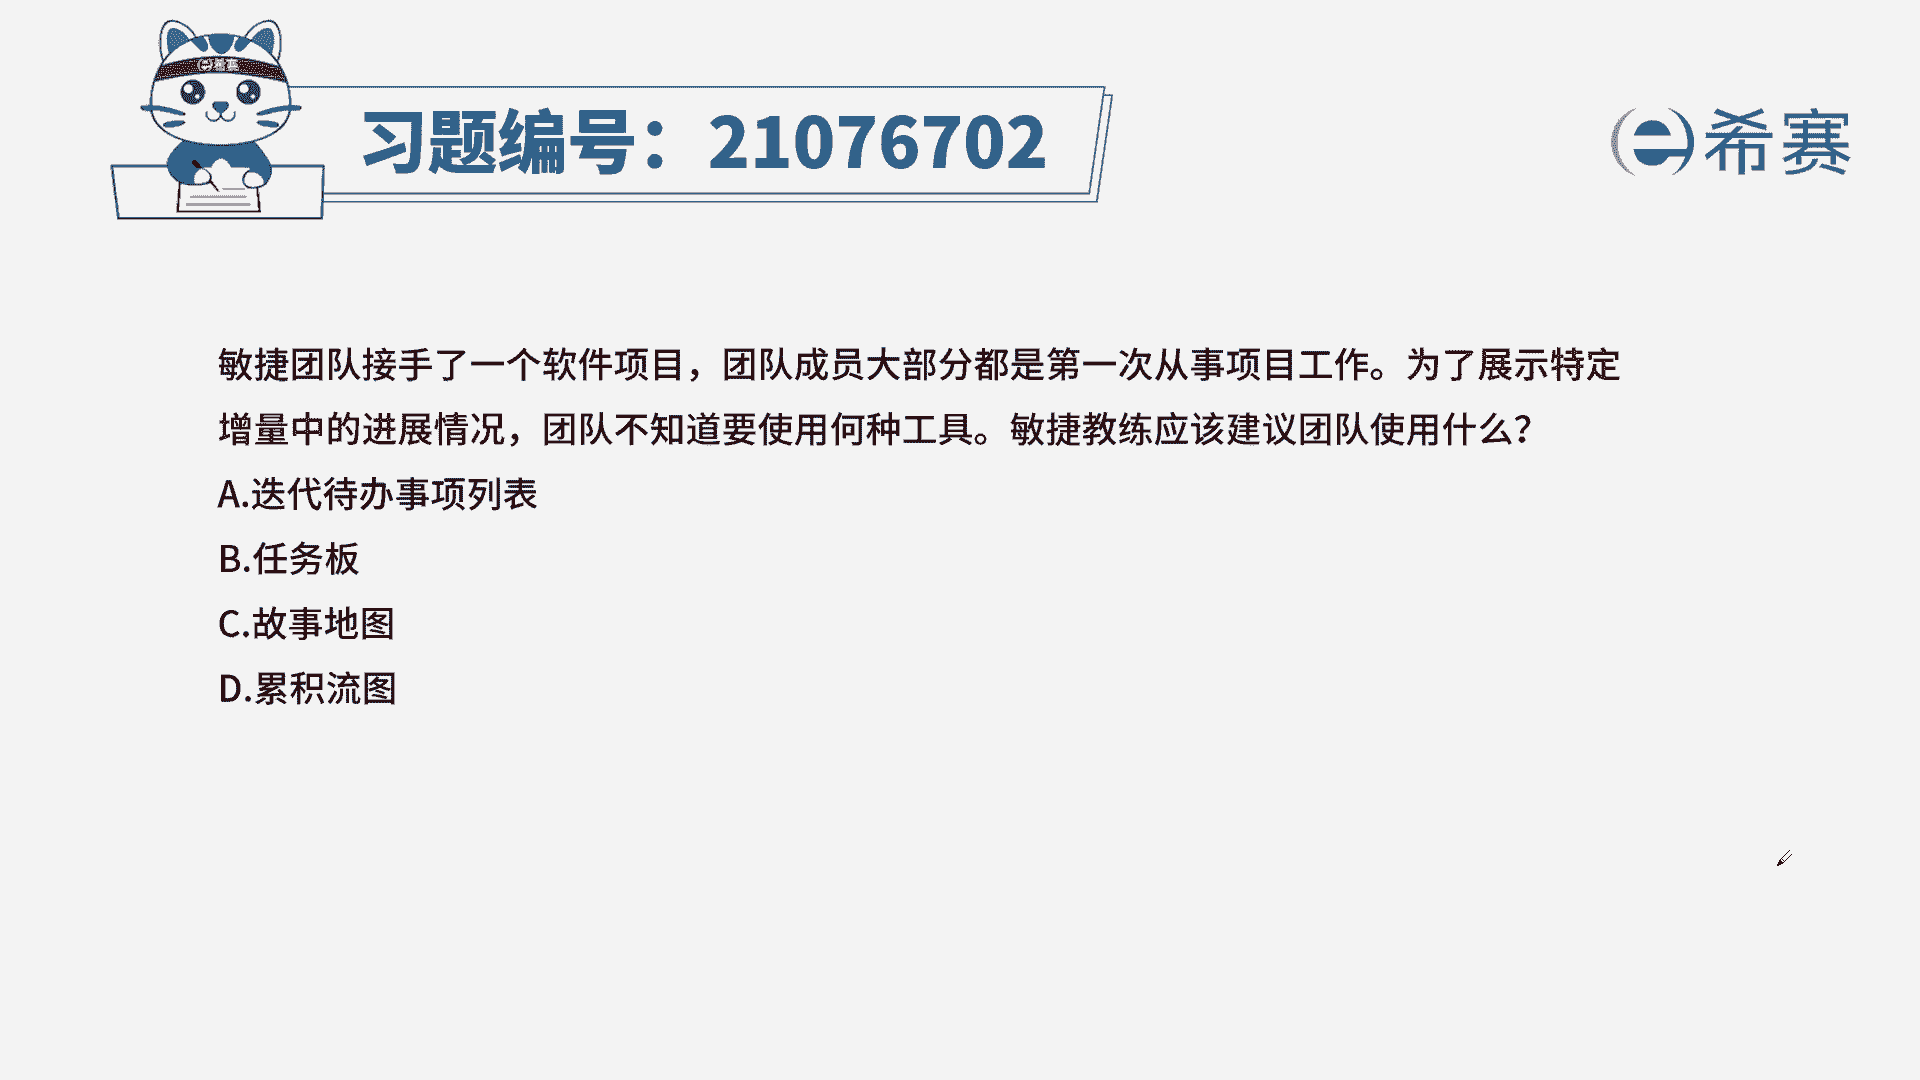 希赛
习题编号：21076702
希赛
敏捷团队接手了一个软件项目，团队成员大部分都是第一次从事项目工作。为了展示特定
增量中的进展情况，团队不知道要使用何种工具。敏捷教练应该建议团队使用什么？
A.迭代待办事项列表
B.任务板
C.故事地图
D.累积流图